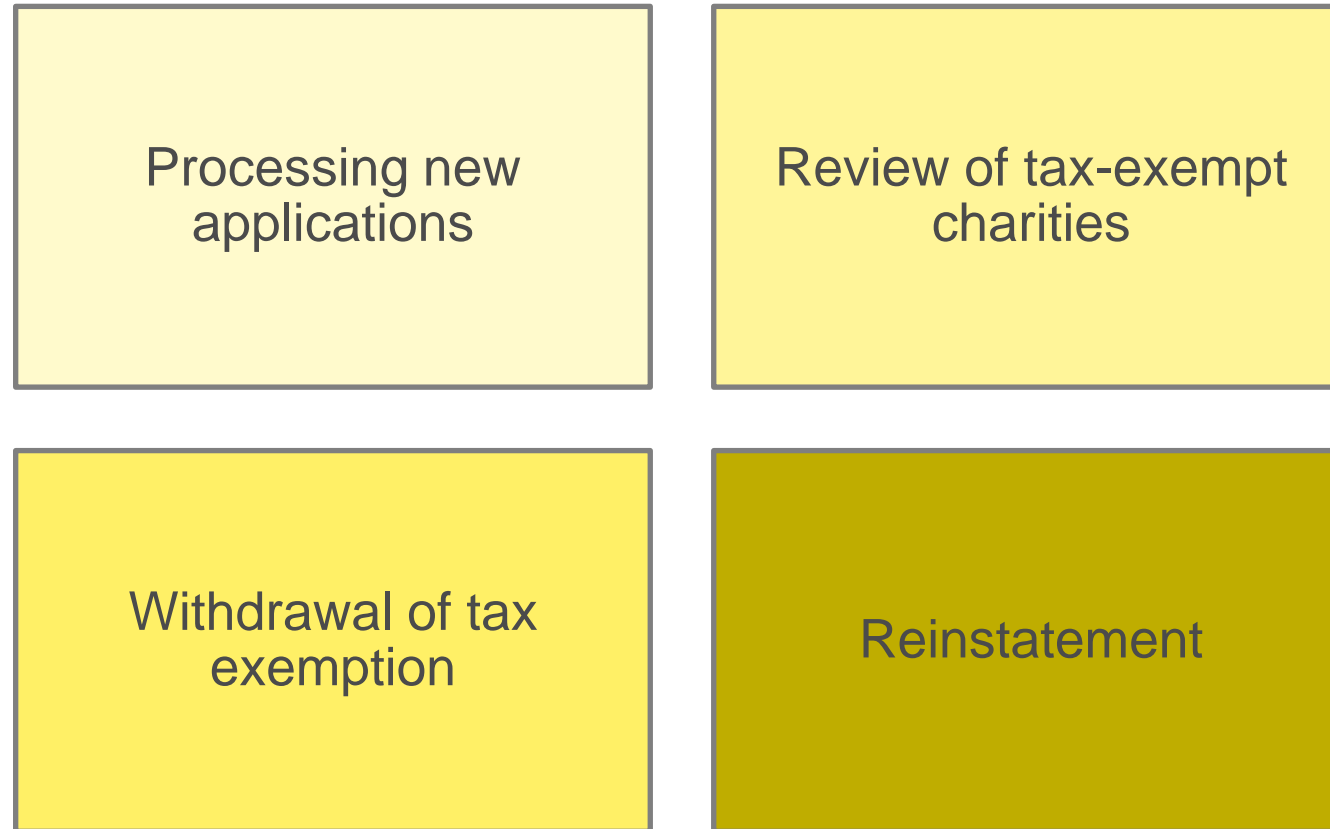 Processing new
applications
Review of tax-exempt
charities
Withdrawal of tax
exemption
Reinstatement